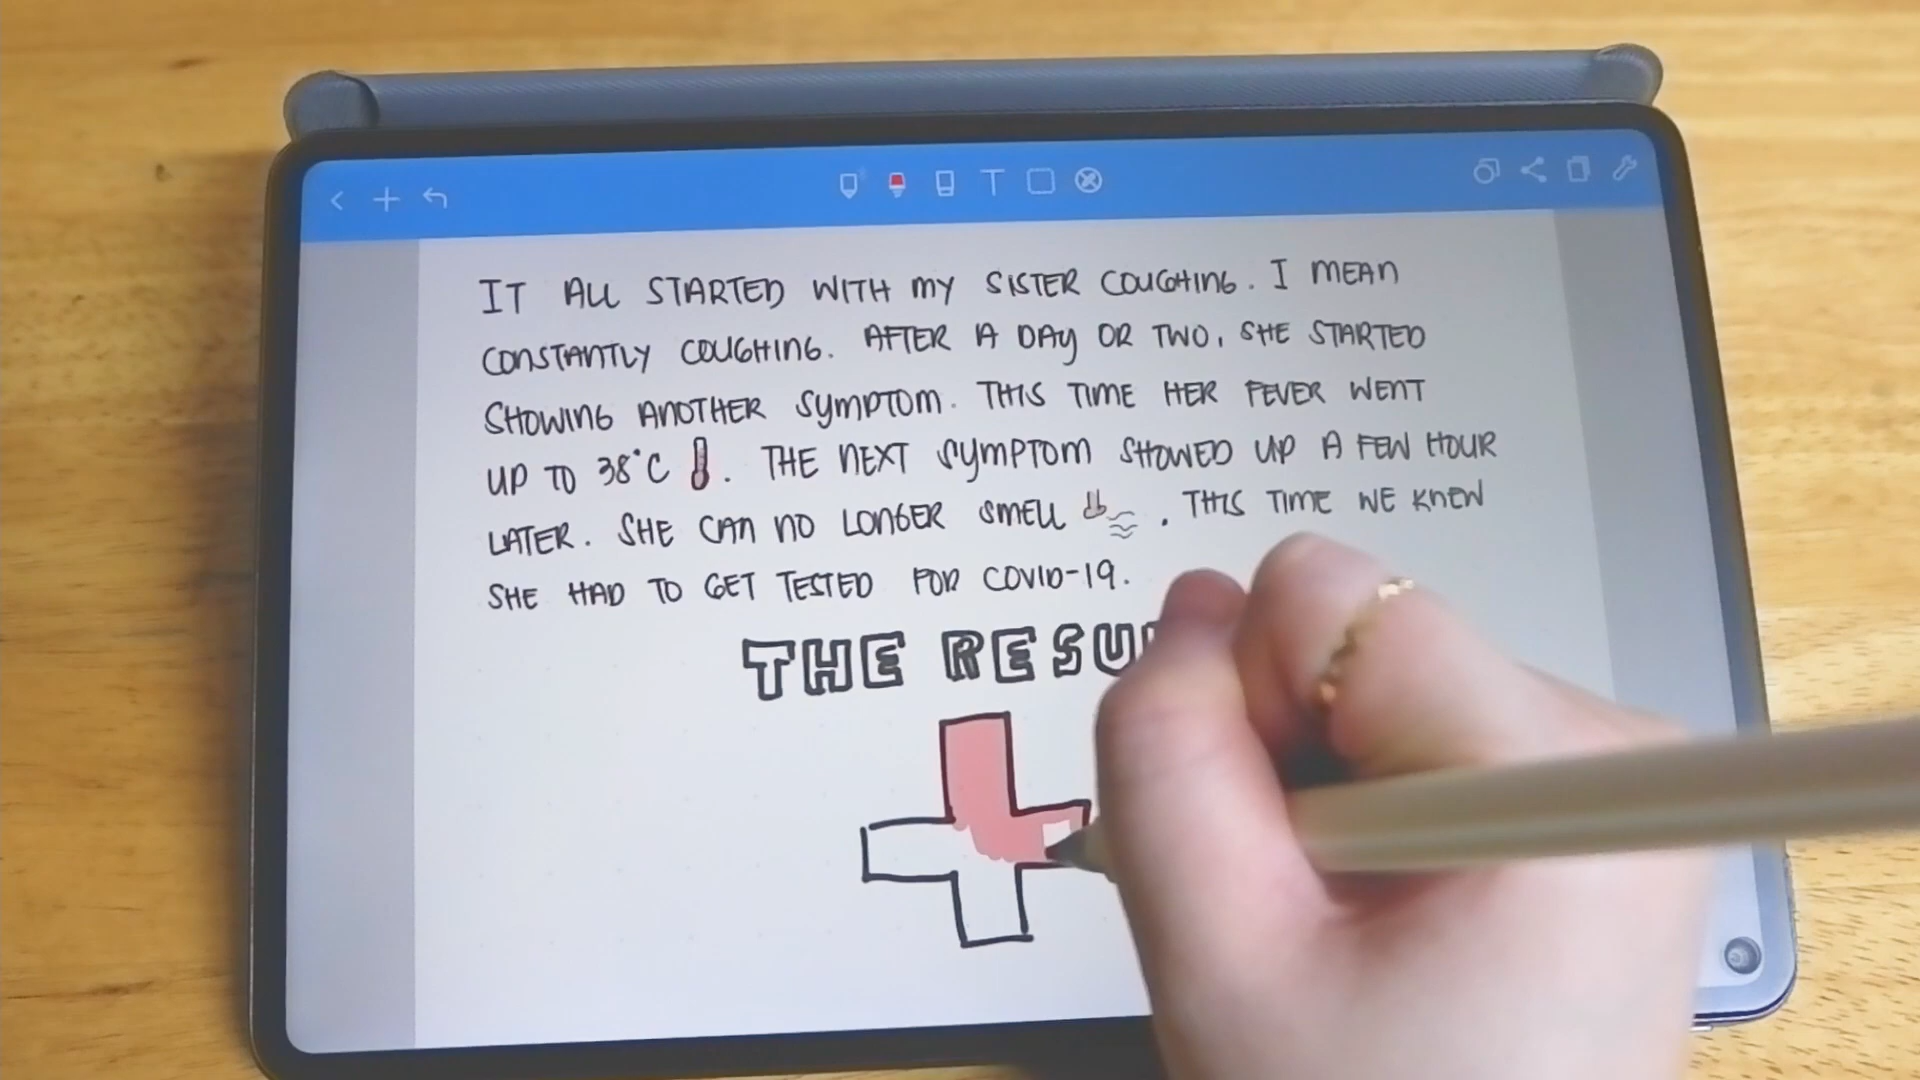 IT ALL STARTED WITH MY SISTER COUGHING. I MEAN
CONSTANTLY COUGHING. AFTER A DAY OR TWO, SHE STARTED
SHOWING ANOTHER SYMPTOM. THIS TIME HER FEVER WENT
UP TO 38°C . THE NEXT SYMPTOM SHOWED UP A FEW HOUR
LATER. SHE CAN NO LONGER SMELL . THIS TIME WE KNEW
SHE HAD TO GET TESTED FOR COVID-19.
THE